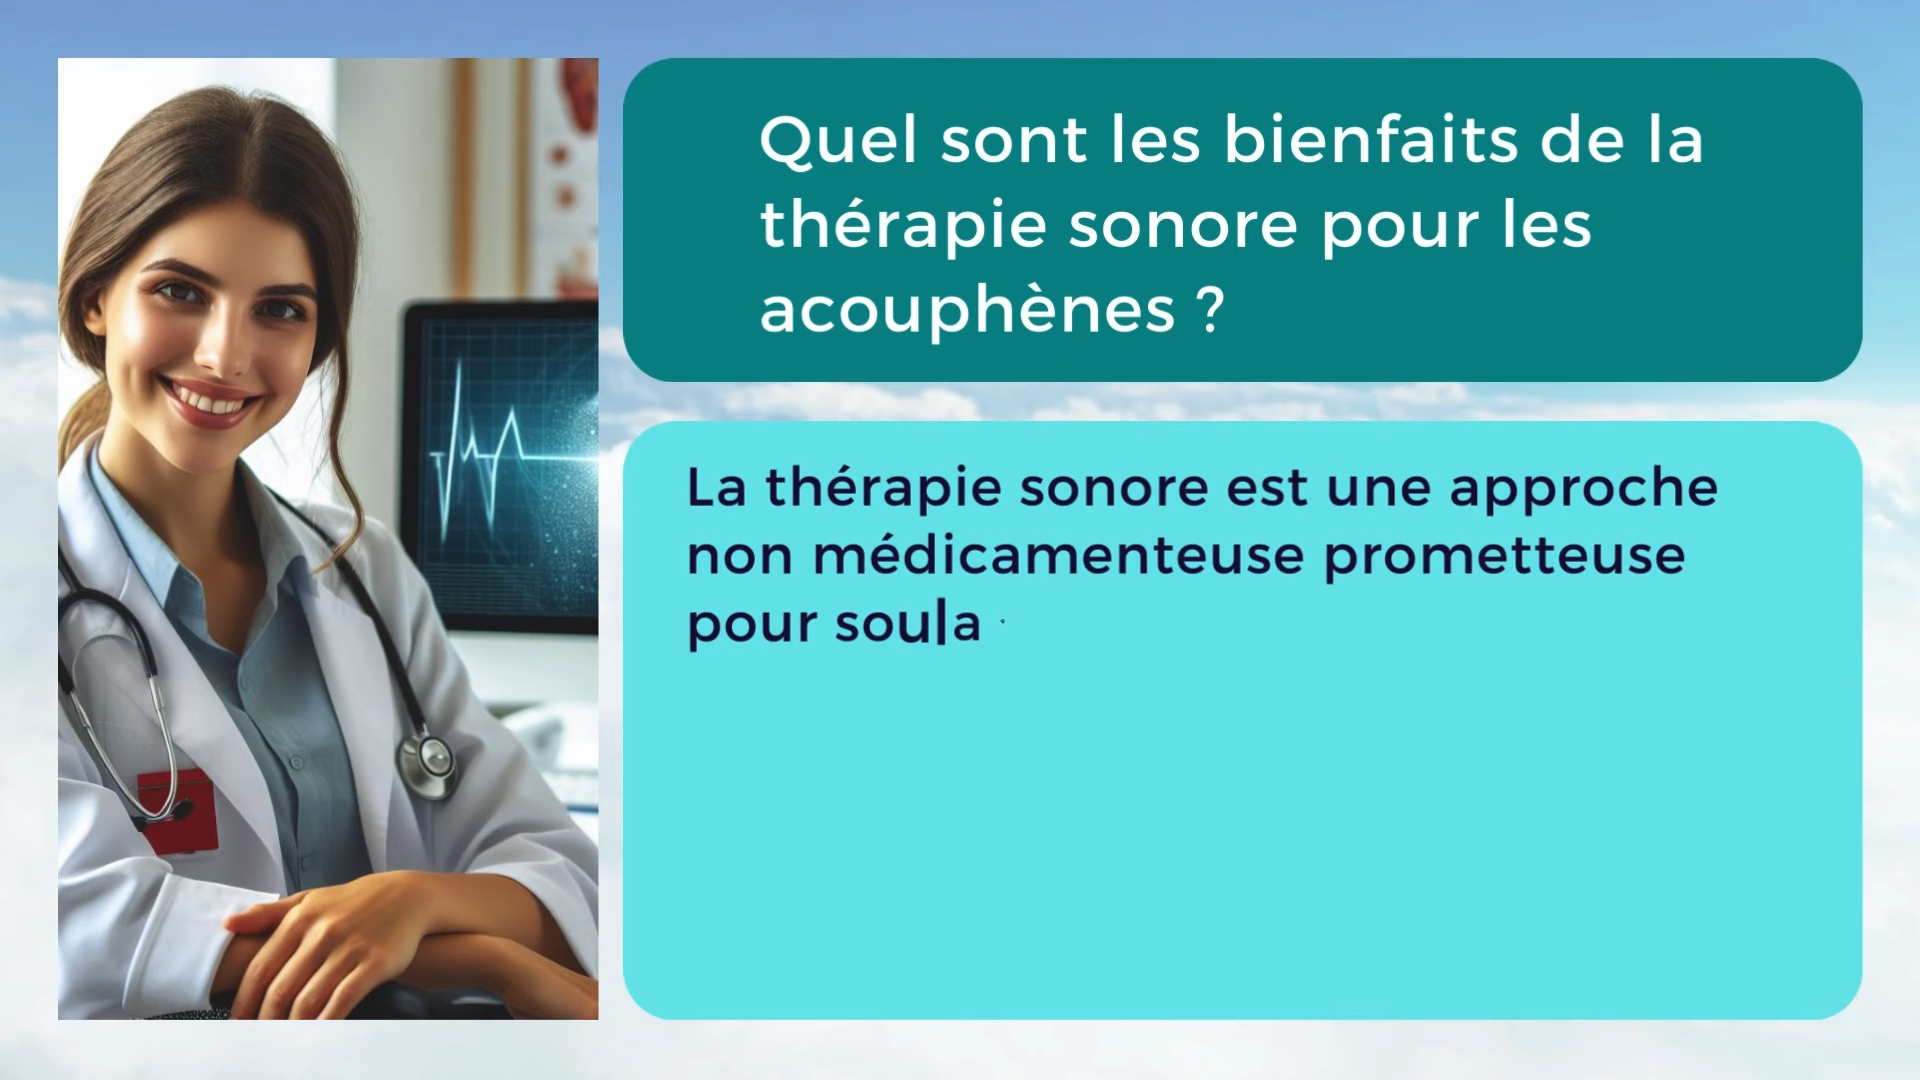 Quel sont les bienfaits de la
thérapie sonore pour les
acouphènes ?
La thérapie sonore est une approche
non médicamenteuse prometteuse
pour soula